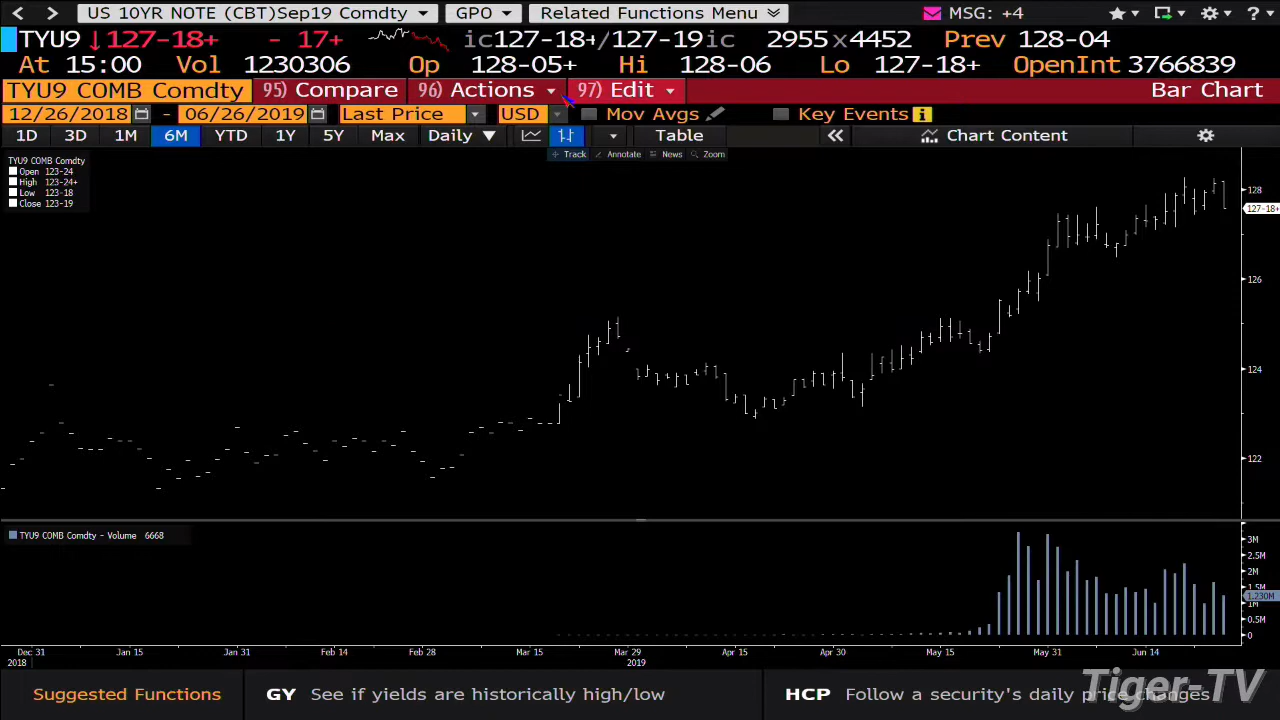 US 10YR NOTE (CBT)Sep19 Comdty GPO Related Functions Menu MSG: +4 ?
TYU9 ↓127-18+ - 17+ ic127-18+/127-19ic 2955x4452 Prev 128-04
At 15:00 Vol 1230306 Op 128-05+ Hi 128-06 Lo 127-18+ OpenInt 3766839
TYU9 COMB Comdty 95) Compare 96) Actions 97) Edit Bar Chart
12/26/2018 - 06/26/2019 Last Price USD Mov Avgs Key Events i
1D 3D 1M 6M YTD 1Y 5Y Max Daily ▼ Table « Chart Content
Track Annotate News Zoom
TYU9 COMB Comdty
Open 123-24
High 123-24+
Low 123-18
Close 123-19
128
127-18+
126
124
122
TYU9 COMB Comdty - Volume 6668
3M
2.5M
2M
1.5M
1.230M
1M
0.5M
0
Dec 31 Jan 15 Jan 31 Feb 14 Feb 28 Mar 15 Mar 29 Apr 15 Apr 30 May 15 May 31 Jun 14
2018 2019
Suggested Functions GY See if yields are historically high/low HCP Follow a security's daily price changes
Tiger-TV